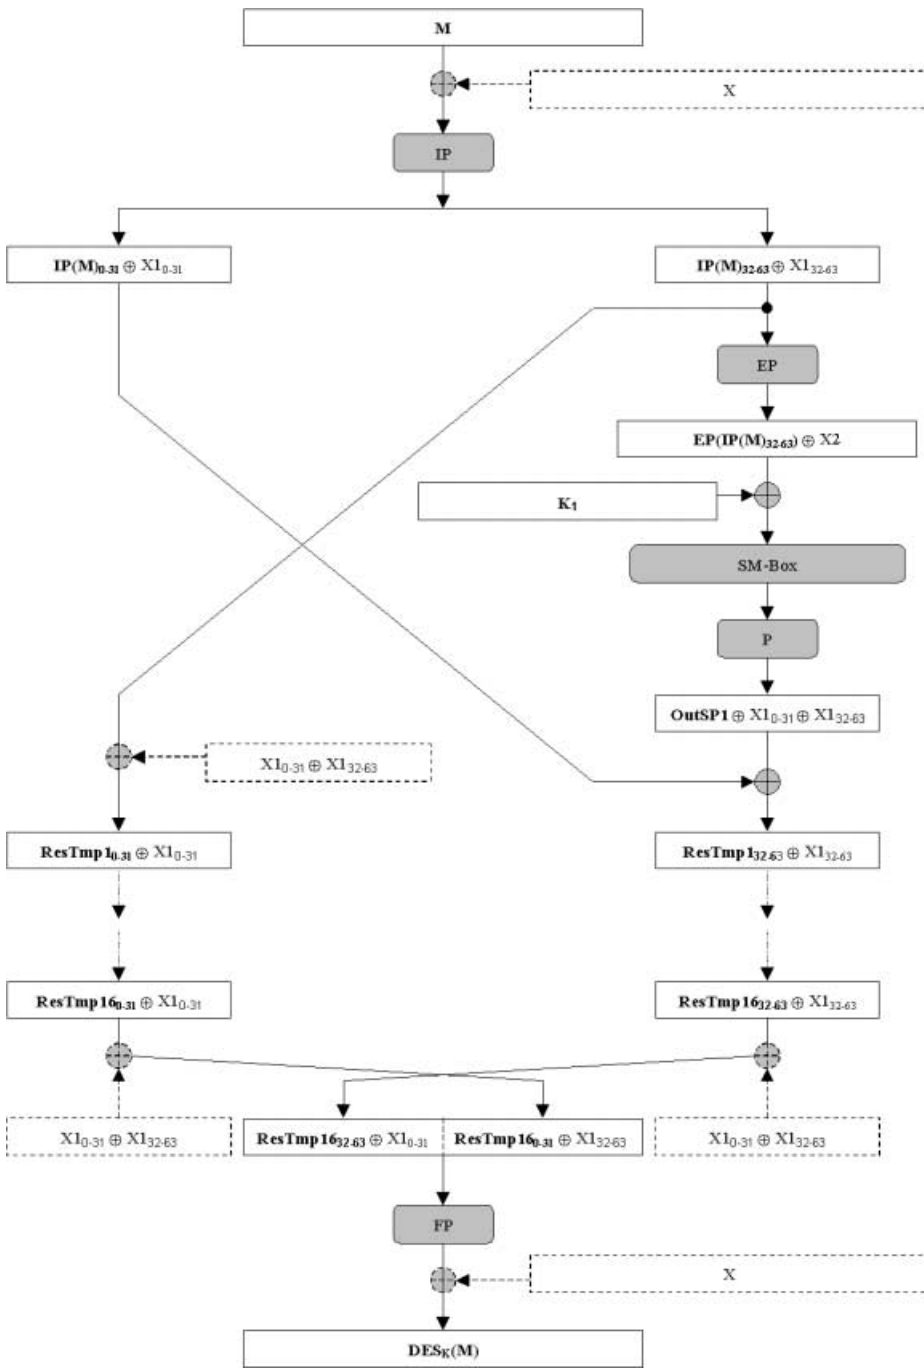 M
X
IP
IP(M)₀₋₃₁ ⊕ X1₀₋₃₁
IP(M)₃₂₋₆₃ ⊕ X1₃₂₋₆₃
EP
EP(IP(M)₃₂₋₆₃) ⊕ X2
K₁
SM-Box
P
OutSP1 ⊕ X1₀₋₃₁ ⊕ X1₃₂₋₆₃
X1₀₋₃₁ ⊕ X1₃₂₋₆₃
ResTmp1₀₋₃₁ ⊕ X1₀₋₃₁
ResTmp1₃₂₋₆₃ ⊕ X1₃₂₋₆₃
ResTmp16₀₋₃₁ ⊕ X1₀₋₃₁
ResTmp16₃₂₋₆₃ ⊕ X1₃₂₋₆₃
X1₀₋₃₁ ⊕ X1₃₂₋₆₃
ResTmp16₃₂₋₆₃ ⊕ X1₀₋₃₁
ResTmp16₀₋₃₁ ⊕ X1₃₂₋₆₃
X1₀₋₃₁ ⊕ X1₃₂₋₆₃
FP
X
DESₖ(M)